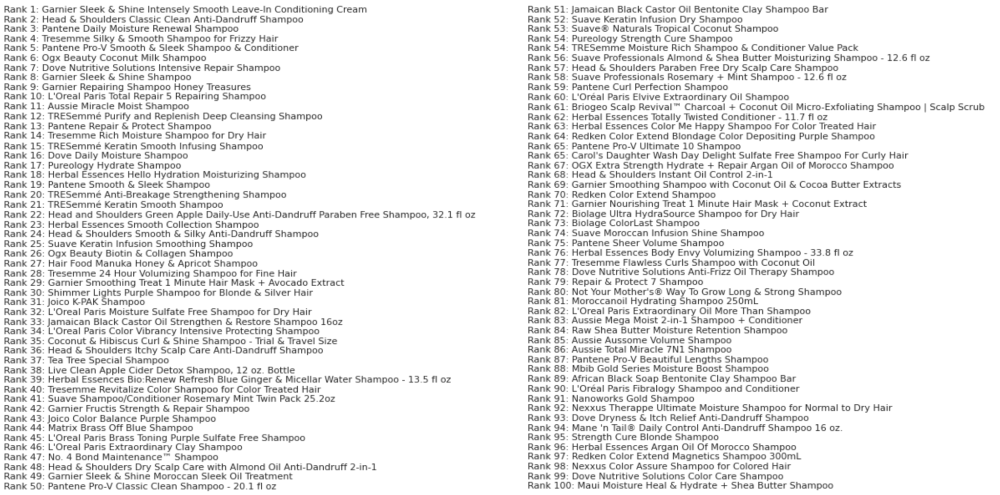 Rank 1: Garnier Sleek & Shine Intensely Smooth Leave-In Conditioning Cream
Rank 2: Head & Shoulders Classic Clean Anti-Dandruff Shampoo
Rank 3: Pantene Daily Moisture Renewal Shampoo
Rank 4: Tresemme Silky & Smooth Shampoo for Frizzy Hair
Rank 5: Pantene Pro-V Smooth & Sleek Shampoo & Conditioner
Rank 6: Ogx Beauty Coconut Milk Shampoo
Rank 7: Dove Nutritive Solutions Intensive Repair Shampoo
Rank 8: Garnier Sleek & Shine Shampoo
Rank 9: Garnier Repairing Shampoo Honey Treasures
Rank 10: L'Oreal Paris Total Repair 5 Repairing Shampoo
Rank 11: Aussie Miracle Moist Shampoo
Rank 12: TRESemmé Purify and Replenish Deep Cleansing Shampoo
Rank 13: Pantene Repair & Protect Shampoo
Rank 14: Tresemme Rich Moisture Shampoo for Dry Hair
Rank 15: TRESemmé Keratin Smooth Infusing Shampoo
Rank 16: Dove Daily Moisture Shampoo
Rank 17: Pureology Hydrate Shampoo
Rank 18: Herbal Essences Hello Hydration Moisturizing Shampoo
Rank 19: Pantene Smooth & Sleek Shampoo
Rank 20: TRESemmé Anti-Breakage Strengthening Shampoo
Rank 21: TRESemmé Keratin Smooth Shampoo
Rank 22: Head and Shoulders Green Apple Daily-Use Anti-Dandruff Paraben Free Shampoo, 32.1 fl oz
Rank 23: Herbal Essences Smooth Collection Shampoo
Rank 24: Head & Shoulders Smooth & Silky Anti-Dandruff Shampoo
Rank 25: Suave Keratin Infusion Smoothing Shampoo
Rank 26: Ogx Beauty Biotin & Collagen Shampoo
Rank 27: Hair Food Manuka Honey & Apricot Shampoo
Rank 28: Tresemme 24 Hour Volumizing Shampoo for Fine Hair
Rank 29: Garnier Smoothing Treat 1 Minute Hair Mask + Avocado Extract
Rank 30: Shimmer Lights Purple Shampoo for Blonde & Silver Hair
Rank 31: Joico K-PAK Shampoo
Rank 32: L'Oreal Paris Moisture Sulfate Free Shampoo for Dry Hair
Rank 33: Jamaican Black Castor Oil Strengthen & Restore Shampoo 16oz
Rank 34: L'Oreal Paris Color Vibrancy Intensive Protecting Shampoo
Rank 35: Coconut & Hibiscus Curl & Shine Shampoo - Trial & Travel Size
Rank 36: Head & Shoulders Itchy Scalp Care Anti-Dandruff Shampoo
Rank 37: Tea Tree Special Shampoo
Rank 38: Live Clean Apple Cider Detox Shampoo, 12 oz. Bottle
Rank 39: Herbal Essences Bio:Renew Refresh Blue Ginger & Micellar Water Shampoo - 13.5 fl oz
Rank 40: Tresemme Revitalize Color Shampoo for Color Treated Hair
Rank 41: Suave Shampoo/Conditioner Rosemary Mint Twin Pack 25.2oz
Rank 42: Garnier Fructis Strength & Repair Shampoo
Rank 43: Joico Color Balance Purple Shampoo
Rank 44: Matrix Brass Off Blue Shampoo
Rank 45: L'Oreal Paris Brass Toning Purple Sulfate Free Shampoo
Rank 46: L'Oreal Paris Extraordinary Clay Shampoo
Rank 47: No. 4 Bond Maintenance™ Shampoo
Rank 48: Head & Shoulders Dry Scalp Care with Almond Oil Anti-Dandruff 2-in-1
Rank 49: Garnier Sleek & Shine Moroccan Sleek Oil Treatment
Rank 50: Pantene Pro-V Classic Clean Shampoo - 20.1 fl oz
Rank 51: Jamaican Black Castor Oil Bentonite Clay Shampoo Bar
Rank 52: Suave Keratin Infusion Dry Shampoo
Rank 53: Suave® Naturals Tropical Coconut Shampoo
Rank 54: Pureology Strength Cure Shampoo
Rank 54: TRESemme Moisture Rich Shampoo & Conditioner Value Pack
Rank 56: Suave Professionals Almond & Shea Butter Moisturizing Shampoo - 12.6 fl oz
Rank 57: Head & Shoulders Paraben Free Dry Scalp Care Shampoo
Rank 58: Suave Professionals Rosemary + Mint Shampoo - 12.6 fl oz
Rank 59: Pantene Curl Perfection Shampoo
Rank 60: L'Oréal Paris Elvive Extraordinary Oil Shampoo
Rank 61: Briogeo Scalp Revival™ Charcoal + Coconut Oil Micro-Exfoliating Shampoo | Scalp Scrub
Rank 62: Herbal Essences Totally Twisted Conditioner - 11.7 fl oz
Rank 63: Herbal Essences Color Me Happy Shampoo For Color Treated Hair
Rank 64: Redken Color Extend Blondage Color Depositing Purple Shampoo
Rank 65: Pantene Pro-V Ultimate 10 Shampoo
Rank 65: Carol's Daughter Wash Day Delight Sulfate Free Shampoo For Curly Hair
Rank 67: OGX Extra Strength Hydrate + Repair Argan Oil of Morocco Shampoo
Rank 68: Head & Shoulders Instant Oil Control 2-in-1
Rank 69: Garnier Smoothing Shampoo with Coconut Oil & Cocoa Butter Extracts
Rank 70: Redken Color Extend Shampoo
Rank 71: Garnier Nourishing Treat 1 Minute Hair Mask + Coconut Extract
Rank 72: Biolage Ultra HydraSource Shampoo for Dry Hair
Rank 73: Biolage ColorLast Shampoo
Rank 74: Suave Moroccan Infusion Shine Shampoo
Rank 75: Pantene Sheer Volume Shampoo
Rank 76: Herbal Essences Body Envy Volumizing Shampoo - 33.8 fl oz
Rank 77: Tresemme Flawless Curls Shampoo with Coconut Oil
Rank 78: Dove Nutritive Solutions Anti-Frizz Oil Therapy Shampoo
Rank 79: Repair & Protect 7 Shampoo
Rank 80: Not Your Mother's® Way To Grow Long & Strong Shampoo
Rank 81: Moroccanoil Hydrating Shampoo 250mL
Rank 82: L'Oreal Paris Extraordinary Oil More Than Shampoo
Rank 83: Aussie Mega Moist 2-in-1 Shampoo + Conditioner
Rank 84: Raw Shea Butter Moisture Retention Shampoo
Rank 85: Aussie Aussome Volume Shampoo
Rank 86: Aussie Total Miracle 7N1 Shampoo
Rank 87: Pantene Pro-V Beautiful Lengths Shampoo
Rank 88: Mbib Gold Series Moisture Boost Shampoo
Rank 89: African Black Soap Bentonite Clay Shampoo Bar
Rank 90: L'Oréal Paris Fibralogy Shampoo and Conditioner
Rank 91: Nanoworks Gold Shampoo
Rank 92: Nexxus Therappe Ultimate Moisture Shampoo for Normal to Dry Hair
Rank 93: Dove Dryness & Itch Relief Anti-Dandruff Shampoo
Rank 94: Mane 'n Tail® Daily Control Anti-Dandruff Shampoo 16 oz.
Rank 95: Strength Cure Blonde Shampoo
Rank 96: Herbal Essences Argan Oil Of Morocco Shampoo
Rank 97: Redken Color Extend Magnetics Shampoo 300mL
Rank 98: Nexxus Color Assure Shampoo for Colored Hair
Rank 99: Dove Nutritive Solutions Color Care Shampoo
Rank 100: Maui Moisture Heal & Hydrate + Shea Butter Shampoo